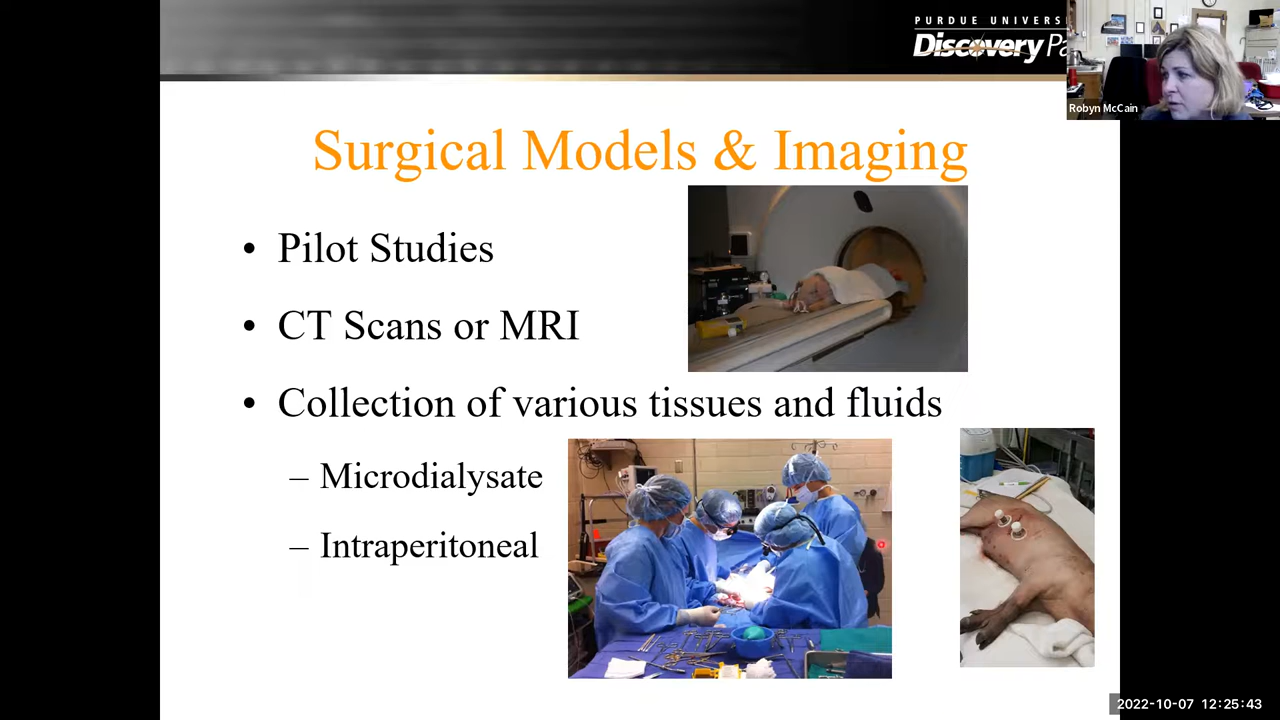 PURDUE UNIVERS
Discovery Pa
Robyn McCain
Surgical Models & Imaging
• Pilot Studies
• CT Scans or MRI
• Collection of various tissues and fluids
– Microdialysate
– Intraperitoneal
2022-10-07 12:25:43